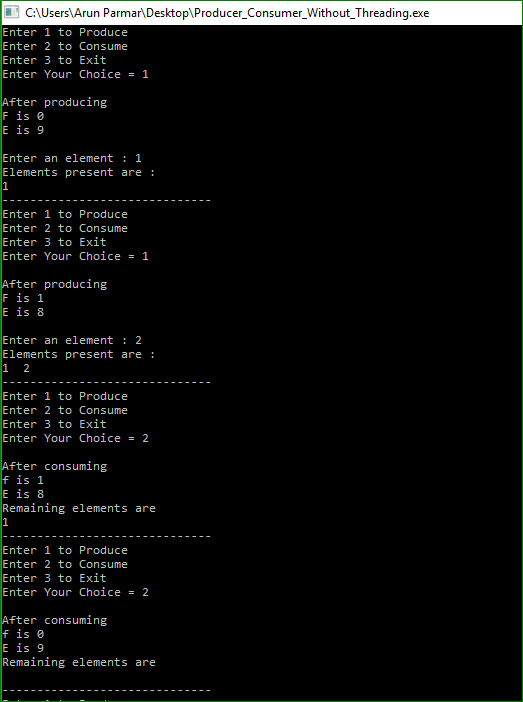 C:\Users\Arun Parmar\Desktop\Producer_Consumer_Without_Threading.exe
Enter 1 to Produce
Enter 2 to Consume
Enter 3 to Exit
Enter Your Choice = 1
After producing
F is 0
E is 9
Enter an element : 1
Elements present are :
1
------------------------------
Enter 1 to Produce
Enter 2 to Consume
Enter 3 to Exit
Enter Your Choice = 1
After producing
F is 1
E is 8
Enter an element : 2
Elements present are :
1  2
------------------------------
Enter 1 to Produce
Enter 2 to Consume
Enter 3 to Exit
Enter Your Choice = 2
After consuming
f is 1
E is 8
Remaining elements are
1
------------------------------
Enter 1 to Produce
Enter 2 to Consume
Enter 3 to Exit
Enter Your Choice = 2
After consuming
f is 0
E is 9
Remaining elements are
------------------------------